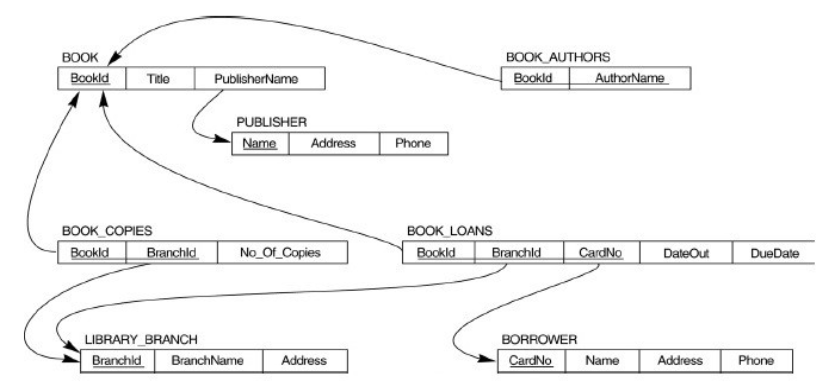 BOOK
BookId Title PublisherName
BOOK_AUTHORS
BookId AuthorName
PUBLISHER
Name Address Phone
BOOK_COPIES
BookId BranchId No_Of_Copies
BOOK_LOANS
BookId BranchId CardNo DateOut DueDate
LIBRARY_BRANCH
BranchId BranchName Address
BORROWER
CardNo Name Address Phone